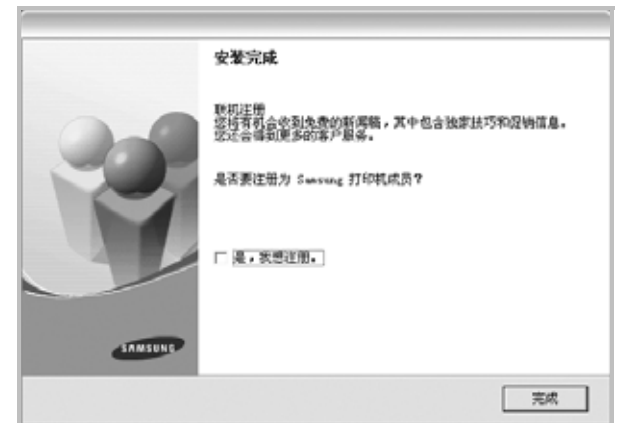 安装完成
联机注册
您将有机会收到免费的新闻稿，其中包含独家技巧和促销信息。
您还会得到更多的客户服务。
是否要注册为 Samsung 打印机成员？
是，我想注册。
SAMSUNG
完成